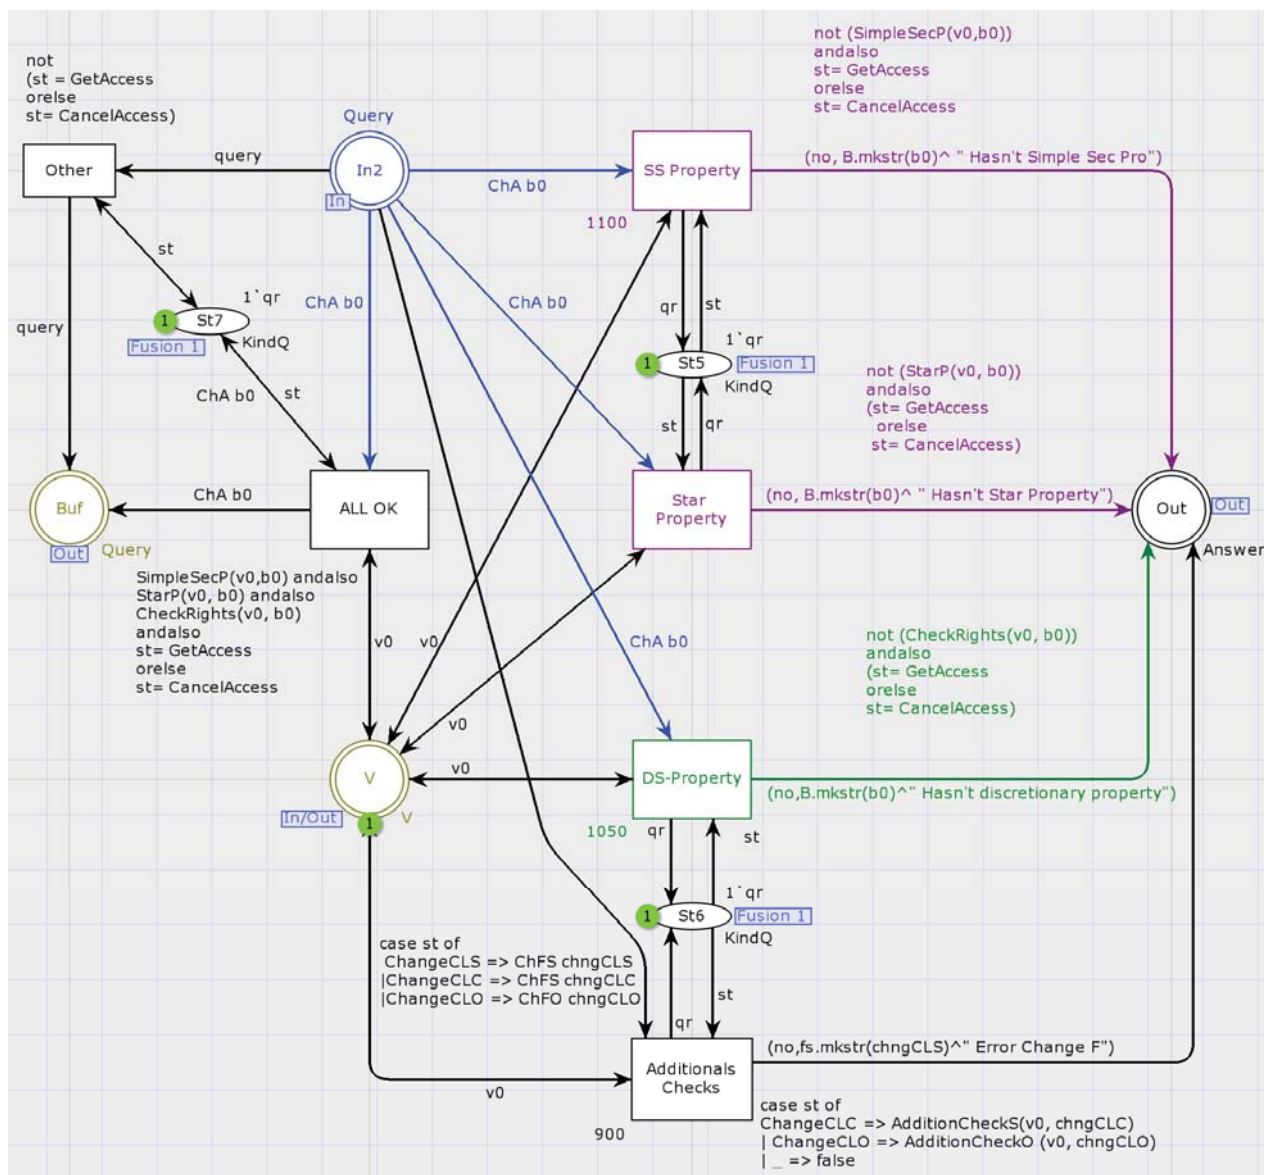 not (SimpleSecP(v0,b0))
andalso
st= GetAccess
orelse
st= CancelAccess
not
(st = GetAccess
orelse
st= CancelAccess)
Query
Other
query
In2
In
ChA b0
SS Property
(no, B.mkstr(b0)^ " Hasn't Simple Sec Pro")
1100
st
1`qr
ChA b0
ChA b0
qr
st
query
1
St7
Fusion 1
KindQ
1`qr
1
St5
Fusion 1
KindQ
ChA b0
st
not (StarP(v0, b0))
andalso
(st= GetAccess
orelse
st= CancelAccess)
st
qr
Buf
Out
Query
ChA b0
ALL OK
Star
Property
(no, B.mkstr(b0)^ " Hasn't Star Property")
Out
Out
Answer
SimpleSecP(v0,b0) andalso
StarP(v0, b0) andalso
CheckRights(v0, b0)
andalso
st= GetAccess
orelse
st= CancelAccess
v0
v0
ChA b0
not (CheckRights(v0, b0))
andalso
(st= GetAccess
orelse
st= CancelAccess)
v0
V
In/Out
V
1
v0
DS-Property
(no,B.mkstr(b0)^" Hasn't discretionary property")
1050
qr
st
1`qr
1
St6
Fusion 1
KindQ
case st of
ChangeCLS => ChFS chngCLS
|ChangeCLC => ChFS chngCLC
|ChangeCLO => ChFO chngCLO
st
qr
Additionals
Checks
(no,fs.mkstr(chngCLS)^" Error Change F")
v0
900
case st of
ChangeCLC => AdditionCheckS(v0, chngCLC)
| ChangeCLO => AdditionCheckO (v0, chngCLO)
| _ => false